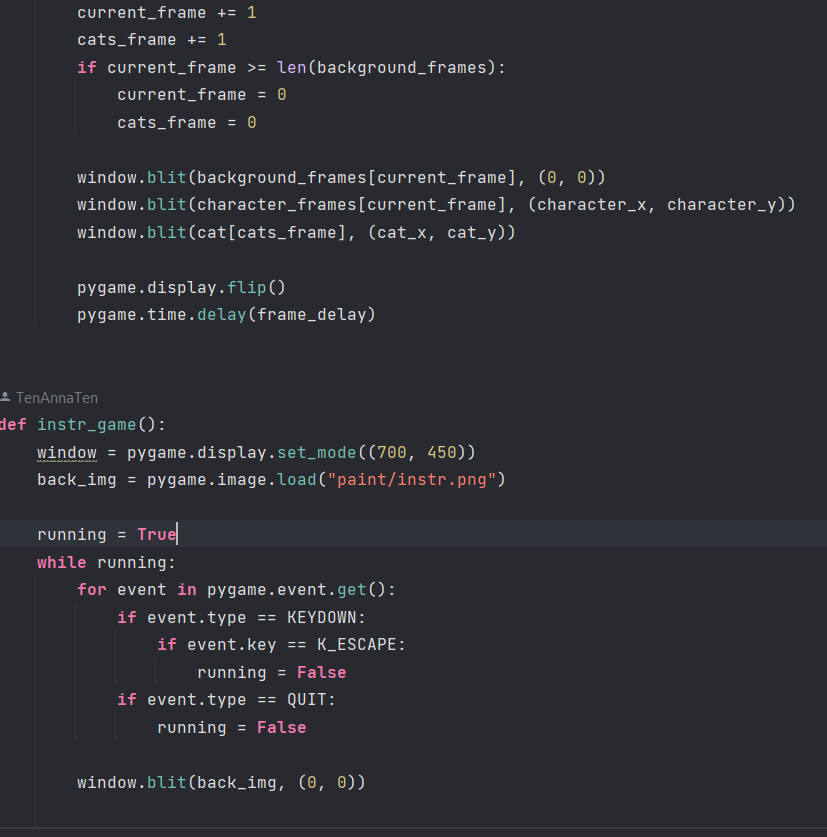 current_frame += 1
cats_frame += 1
if current_frame >= len(background_frames):
current_frame = 0
cats_frame = 0
window.blit(background_frames[current_frame], (0, 0))
window.blit(character_frames[current_frame], (character_x, character_y))
window.blit(cat[cats_frame], (cat_x, cat_y))
pygame.display.flip()
pygame.time.delay(frame_delay)
TenAnnaTen
def instr_game():
window = pygame.display.set_mode((700, 450))
back_img = pygame.image.load("paint/instr.png")
running = True
while running:
for event in pygame.event.get():
if event.type == KEYDOWN:
if event.key == K_ESCAPE:
running = False
if event.type == QUIT:
running = False
window.blit(back_img, (0, 0))